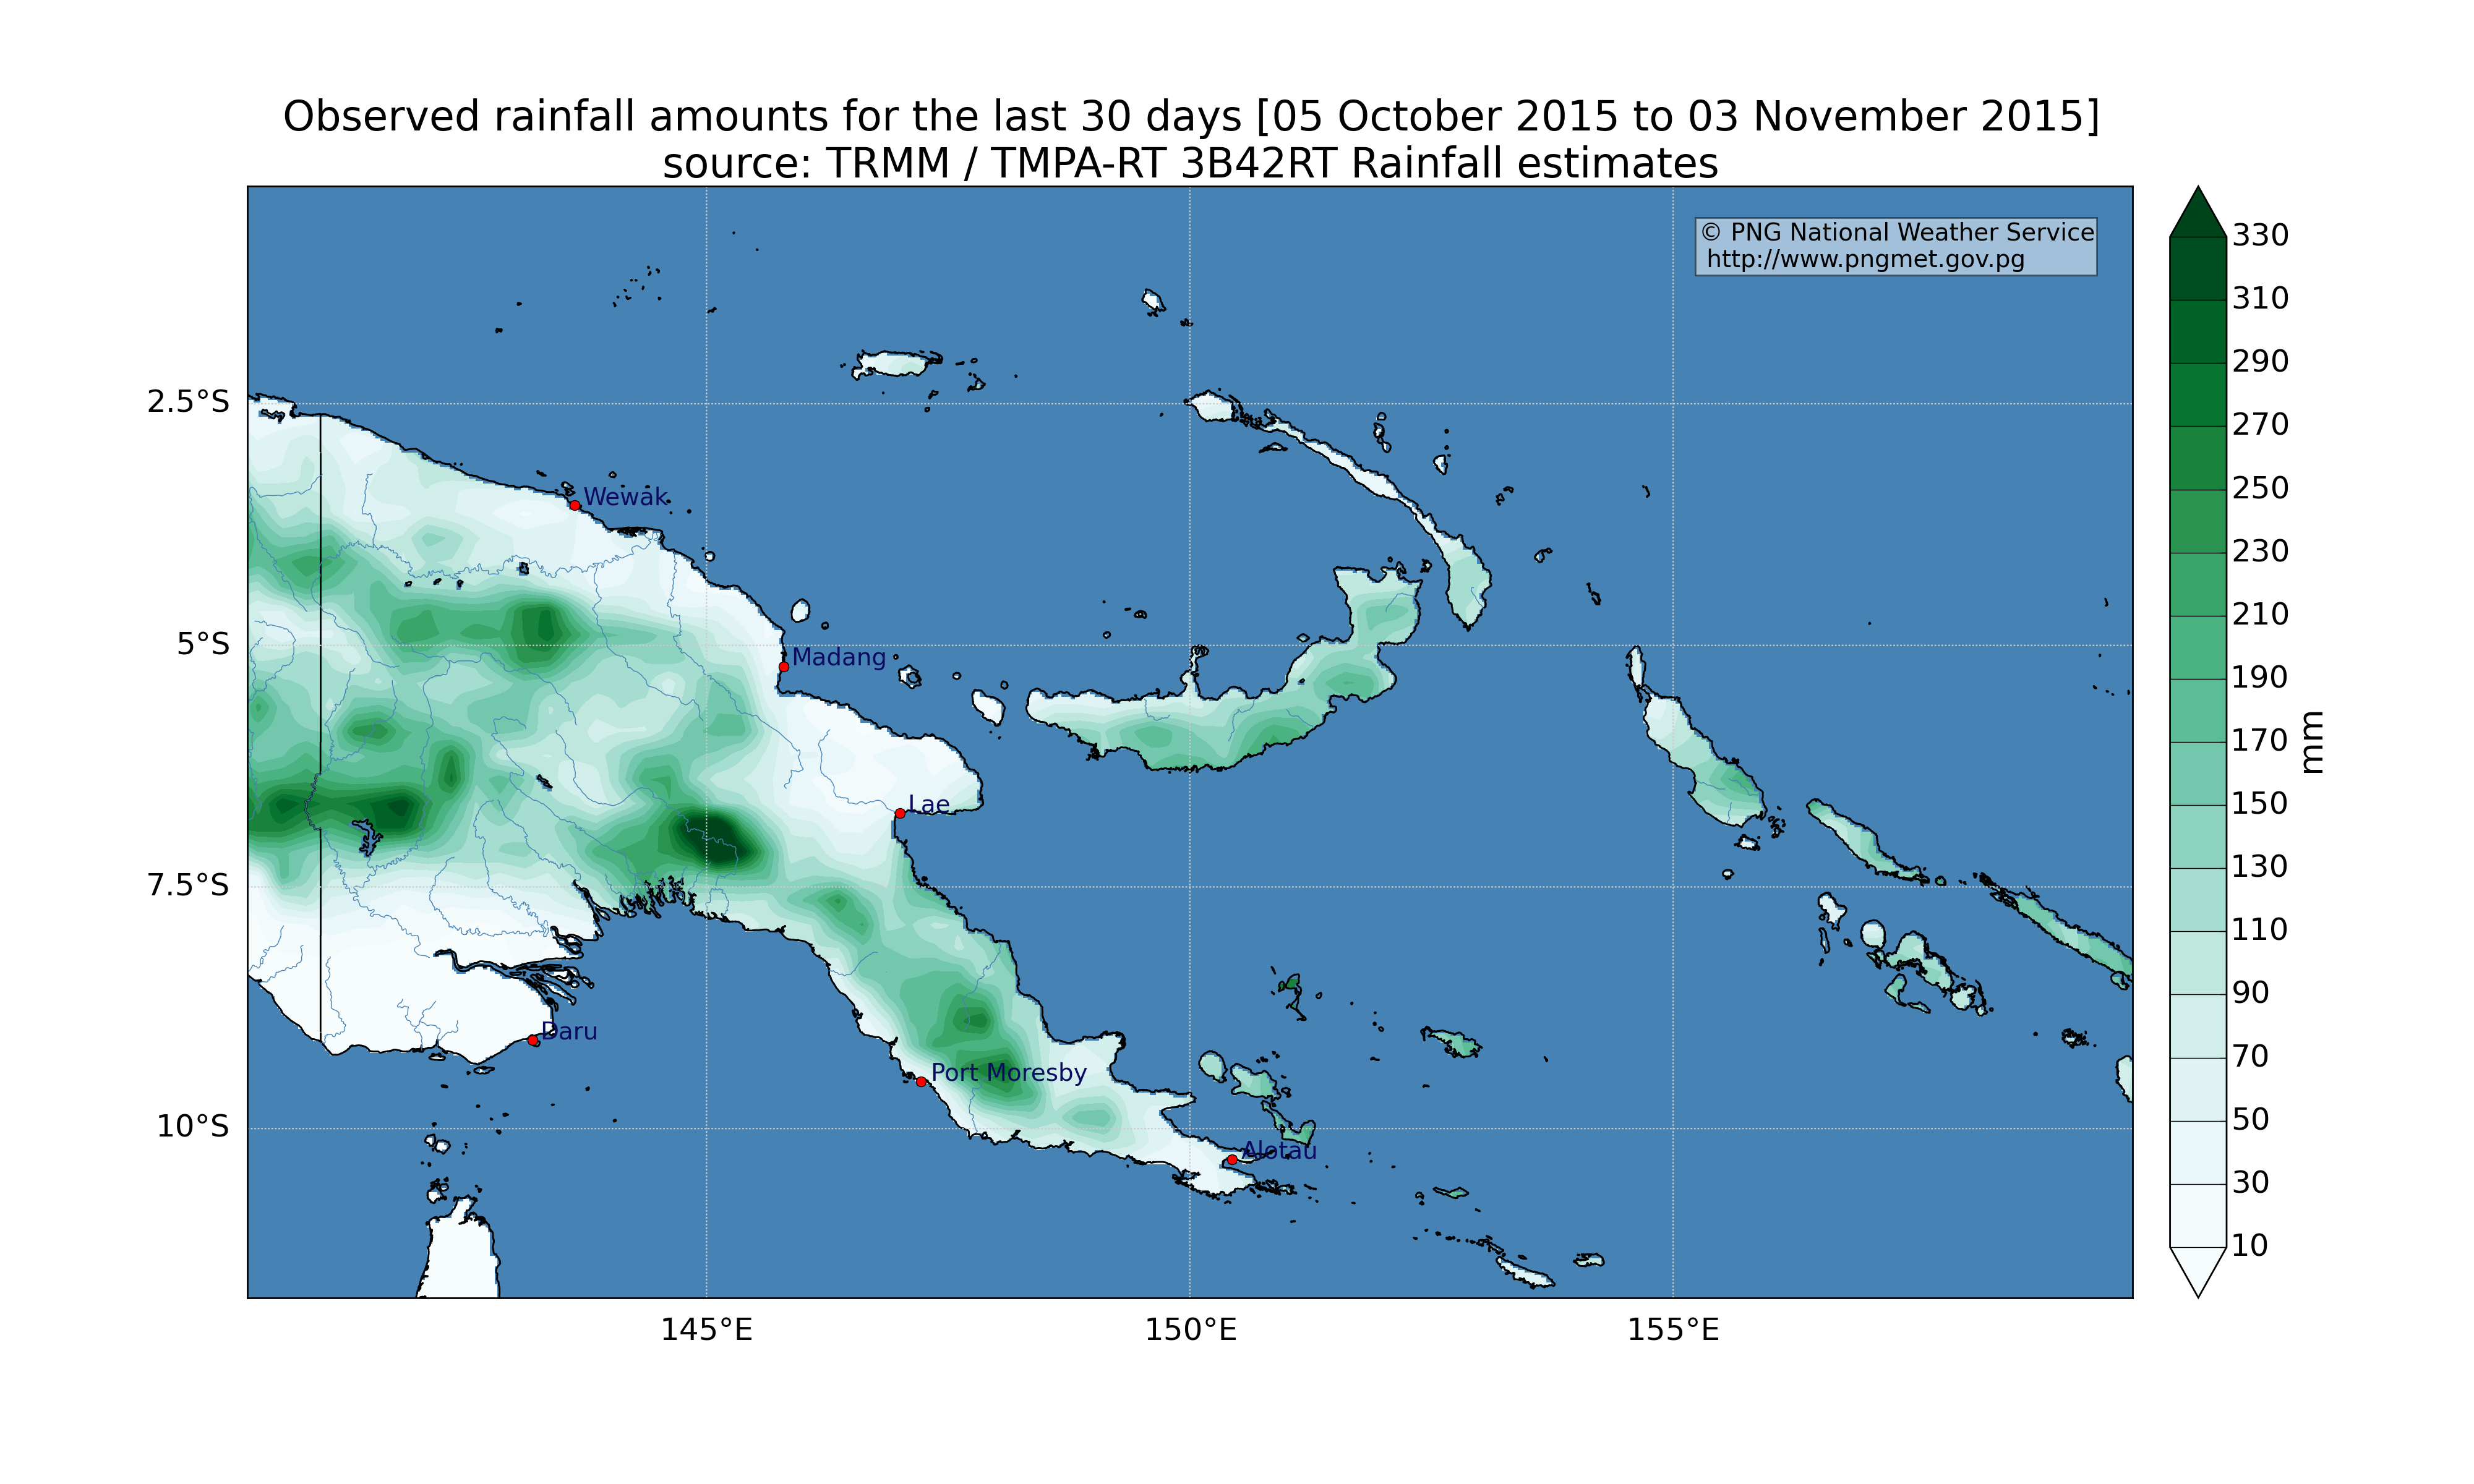 Observed rainfall amounts for the last 30 days [05 October 2015 to 03 November 2015]
source: TRMM / TMPA-RT 3B42RT Rainfall estimates
© PNG National Weather Service
http://www.pngmet.gov.pg
2.5°S
5°S
7.5°S
10°S
Wewak
Madang
Lae
Daru
Port Moresby
Alotau
145°E
150°E
155°E
330
310
290
270
250
230
210
190
170
150
130
110
90
70
50
30
10
mm